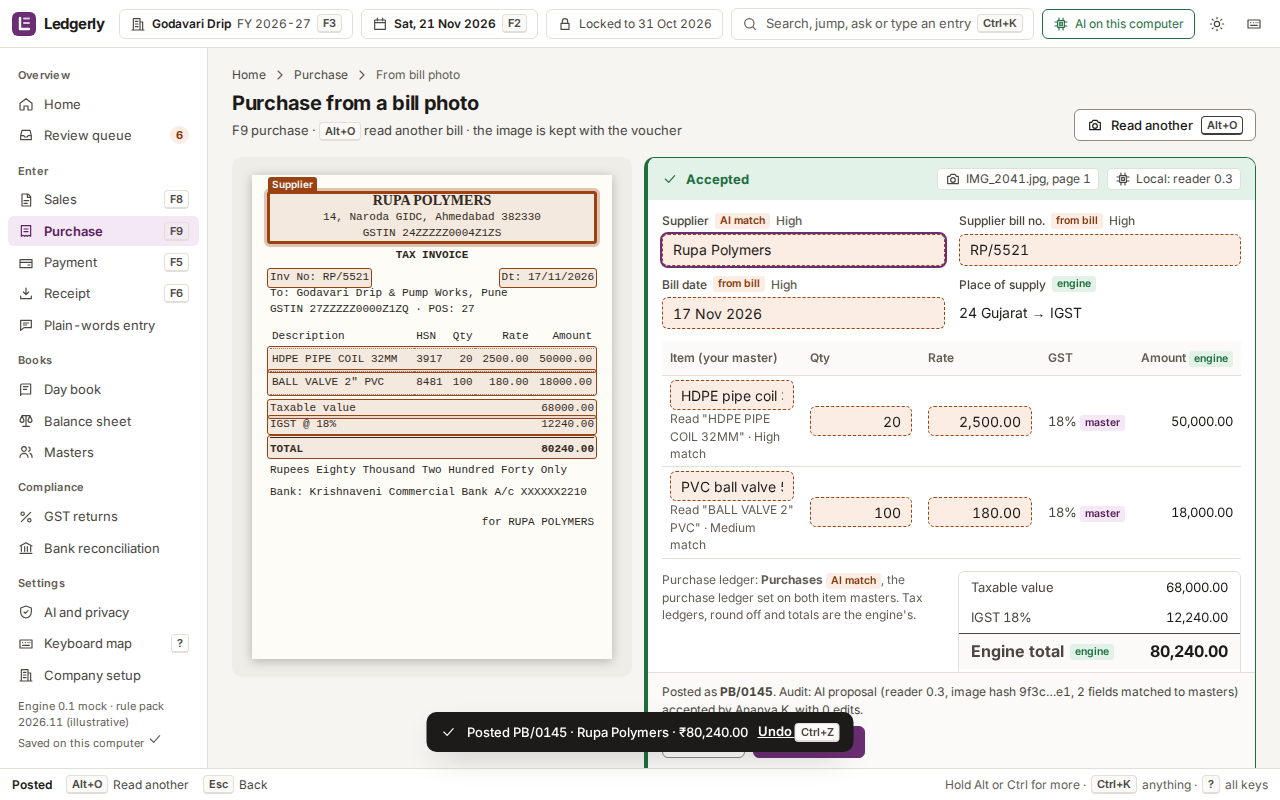 Ledgerly
Godavari Drip FY 2026-27 F3
Sat, 21 Nov 2026 F2
Locked to 31 Oct 2026
Search, jump, ask or type an entry Ctrl+K
AI on this computer
Overview
Home
Review queue 6
Enter
Sales F8
Purchase F9
Payment F5
Receipt F6
Plain-words entry
Books
Day book
Balance sheet
Masters
Compliance
GST returns
Bank reconciliation
Settings
AI and privacy
Keyboard map ?
Company setup
Engine 0.1 mock · rule pack
2026.11 (illustrative)
Saved on this computer
Home > Purchase > From bill photo
Purchase from a bill photo
F9 purchase · Alt+O read another bill · the image is kept with the voucher
Read another Alt+O
Supplier
RUPA POLYMERS
14, Naroda GIDC, Ahmedabad 382330
GSTIN 24ZZZZZ0004Z1ZS
TAX INVOICE
Inv No: RP/5521 Dt: 17/11/2026
To: Godavari Drip & Pump Works, Pune
GSTIN 27ZZZZZ0000Z1ZQ · POS: 27
Description HSN Qty Rate Amount
HDPE PIPE COIL 32MM 3917 20 2500.00 50000.00
BALL VALVE 2" PVC 8481 100 180.00 18000.00
Taxable value 68000.00
IGST @ 18% 12240.00
TOTAL 80240.00
Rupees Eighty Thousand Two Hundred Forty Only
Bank: Krishnaveni Commercial Bank A/c XXXXXX2210
for RUPA POLYMERS
Accepted
IMG_2041.jpg, page 1
Local: reader 0.3
Supplier AI match High
Rupa Polymers
Supplier bill no. from bill High
RP/5521
Bill date from bill High
17 Nov 2026
Place of supply engine
24 Gujarat → IGST
Item (your master) Qty Rate GST Amount engine
HDPE pipe coil
Read "HDPE PIPE
COIL 32MM" · High
match
20 2,500.00 18% master 50,000.00
PVC ball valve
Read "BALL VALVE 2"
PVC" · Medium
match
100 180.00 18% master 18,000.00
Purchase ledger: Purchases AI match, the
purchase ledger set on both item masters. Tax
ledgers, round off and totals are the engine's.
Taxable value 68,000.00
IGST 18% 12,240.00
Engine total engine 80,240.00
Posted as PB/0145. Audit: AI proposal (reader 0.3, image hash 9f3c…e1, 2 fields matched to masters)
accepted by Ananya K. with 0 edits.
Posted PB/0145 · Rupa Polymers · ₹80,240.00 Undo Ctrl+Z
Posted Alt+O Read another Esc Back
Hold Alt or Ctrl for more · Ctrl+K anything · ? all keys